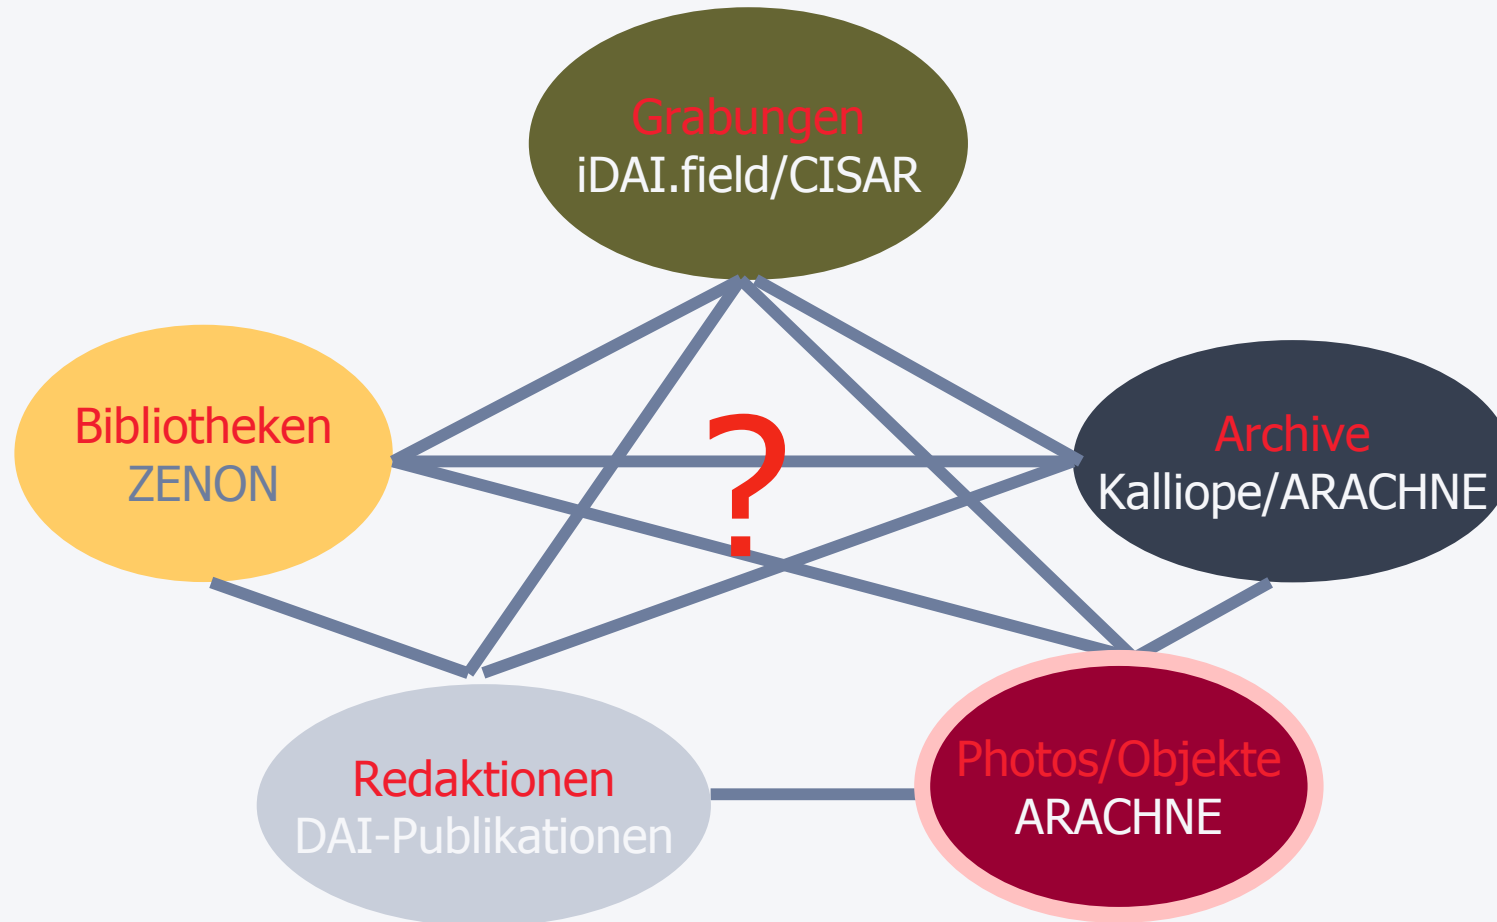 Grabungen
iDAI.field/CISAR
Bibliotheken
ZENON
?
Archive
Kalliope/ARACHNE
Redaktionen
DAI-Publikationen
Photos/Objekte
ARACHNE